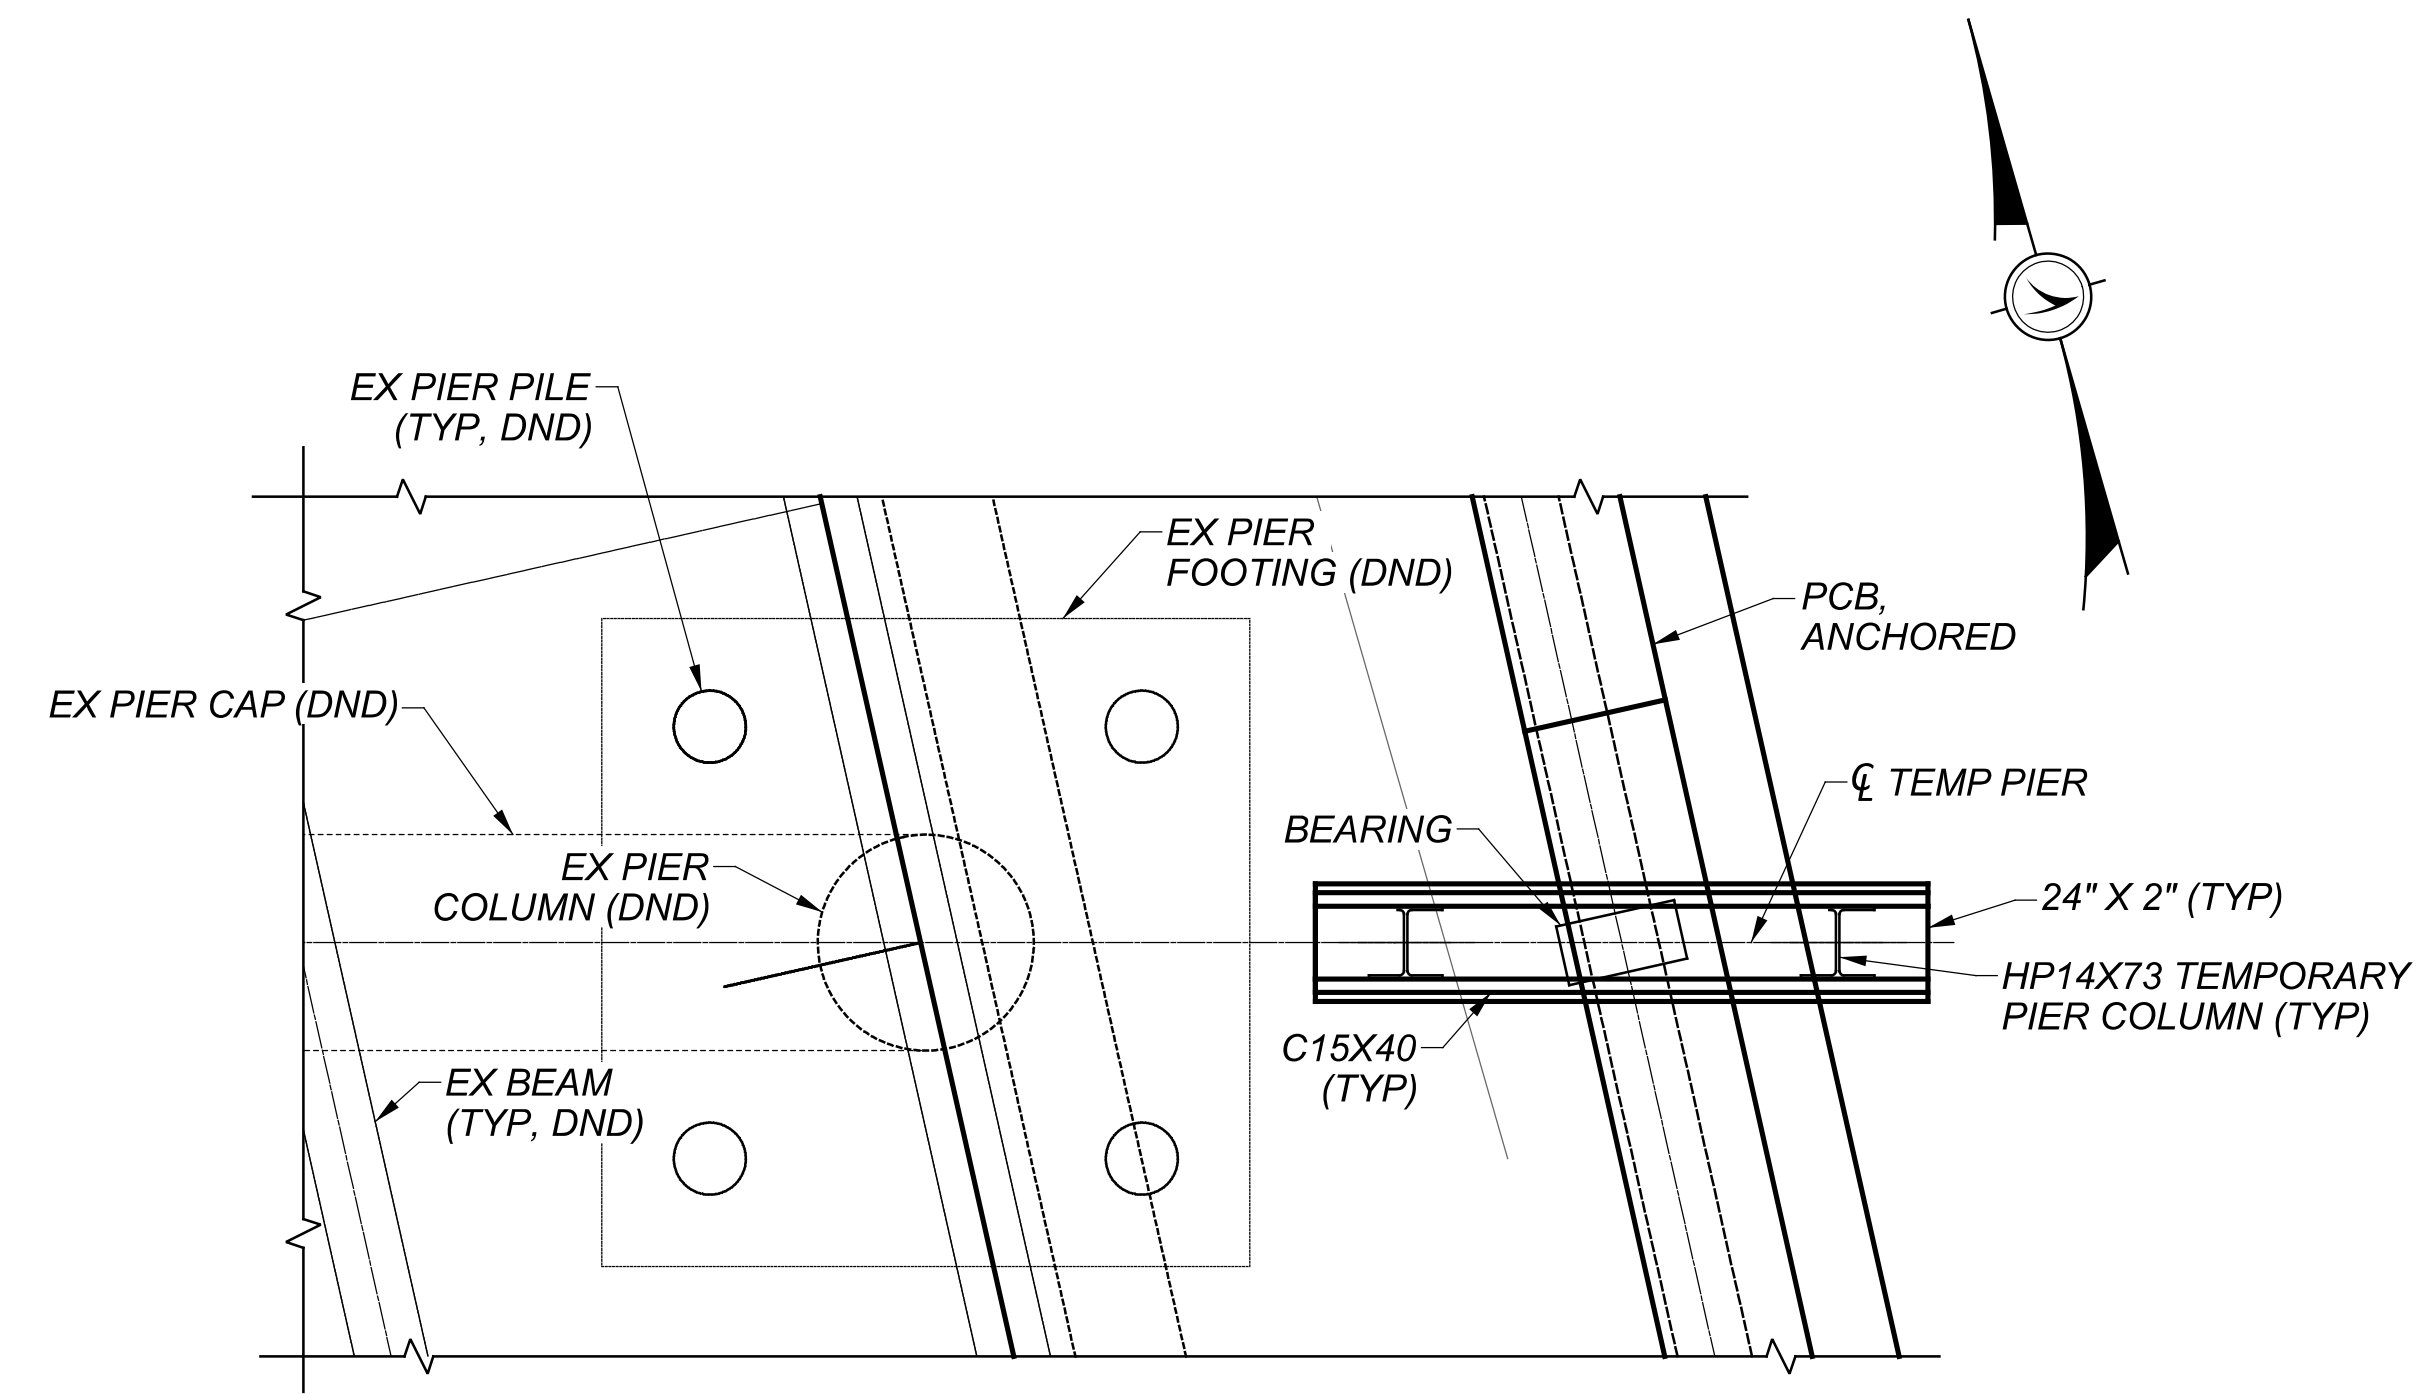 EX PIER PILE
(TYP, DND)
EX PIER
FOOTING (DND)
PCB,
ANCHORED
EX PIER CAP (DND)
℄ TEMP PIER
BEARING
EX PIER
COLUMN (DND)
24" X 2" (TYP)
HP14X73 TEMPORARY
PIER COLUMN (TYP)
C15X40
(TYP)
EX BEAM
(TYP, DND)